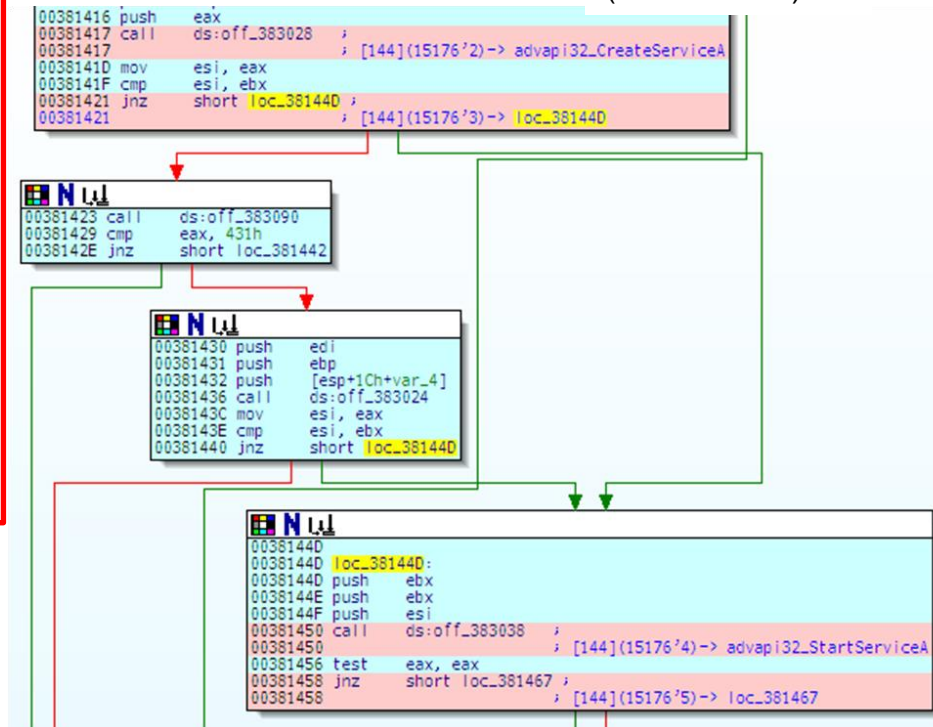 00381416 push eax
00381417 call ds:off_383028 ;
00381417 ; [144](15176'2)-> advapi32_CreateServiceA
0038141D mov esi, eax
0038141F cmp esi, ebx
00381421 jnz short loc_38144D ;
00381421 ; [144](15176'3)-> loc_38144D
N
00381423 call ds:off_383090
00381429 cmp eax, 431h
0038142E jnz short loc_381442
N
00381430 push edi
00381431 push ebp
00381432 push [esp+1Ch+var_4]
00381436 call ds:off_383024
0038143C mov esi, eax
0038143E cmp esi, ebx
00381440 jnz short loc_38144D
N
0038144D
0038144D loc_38144D:
0038144D push ebx
0038144E push ebx
0038144F push esi
00381450 call ds:off_383038 ;
00381450 ; [144](15176'4)-> advapi32_StartServiceA
00381456 test eax, eax
00381458 jnz short loc_381467 ;
00381458 ; [144](15176'5)-> loc_381467